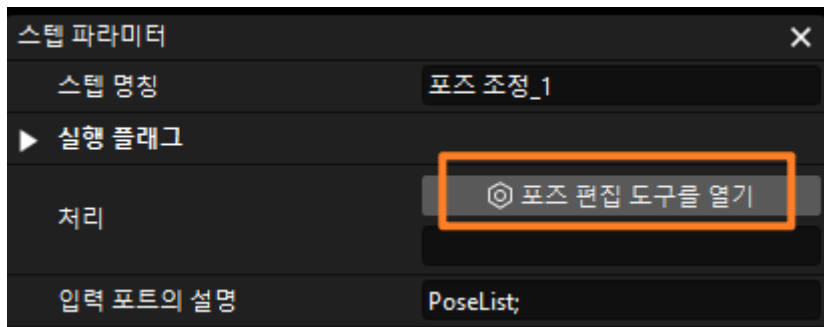 스텝 파라미터
스텝 명칭 포즈 조정_1
실행 플래그
처리 포즈 편집 도구를 열기
입력 포트의 설명 PoseList;